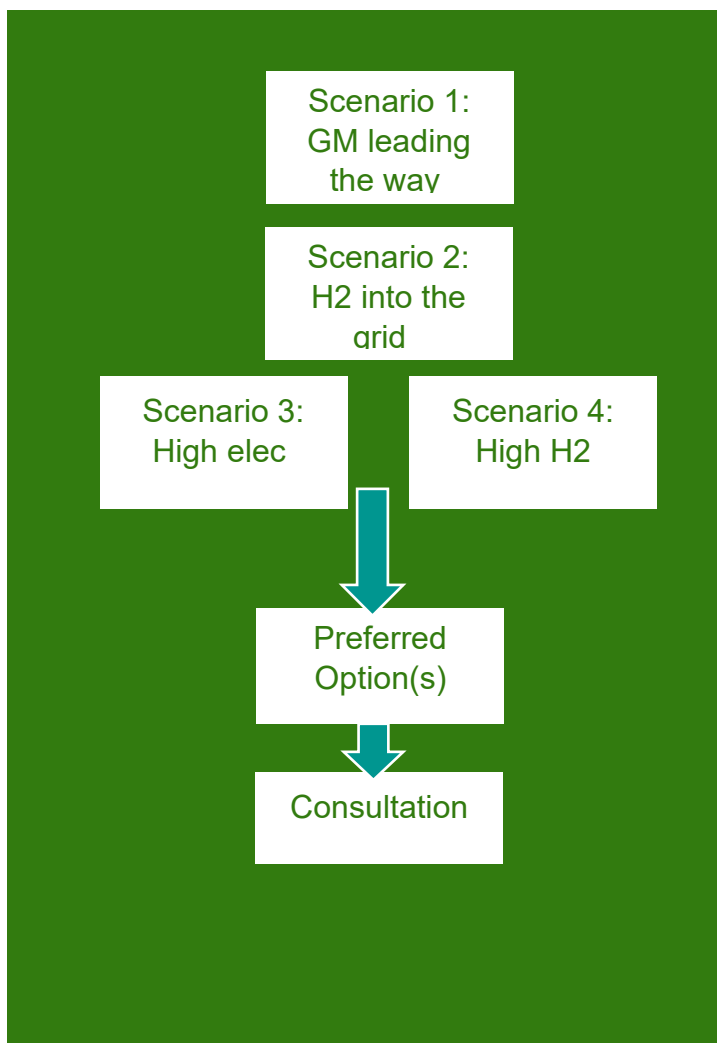 Scenario 1:
GM leading
the way
Scenario 2:
H2 into the
grid
Scenario 3:
High elec
Scenario 4:
High H2
Preferred
Option(s)
Consultation